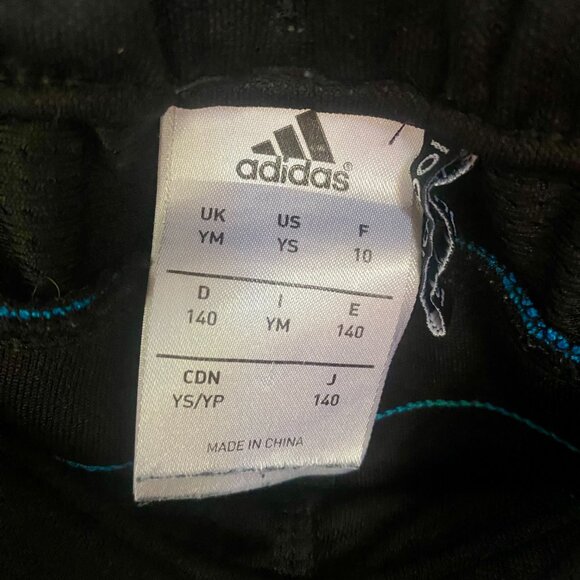 adidas®
UK US F
YM YS 10
D I E
140 YM 140
CDN J
YS/YP 140
MADE IN CHINA